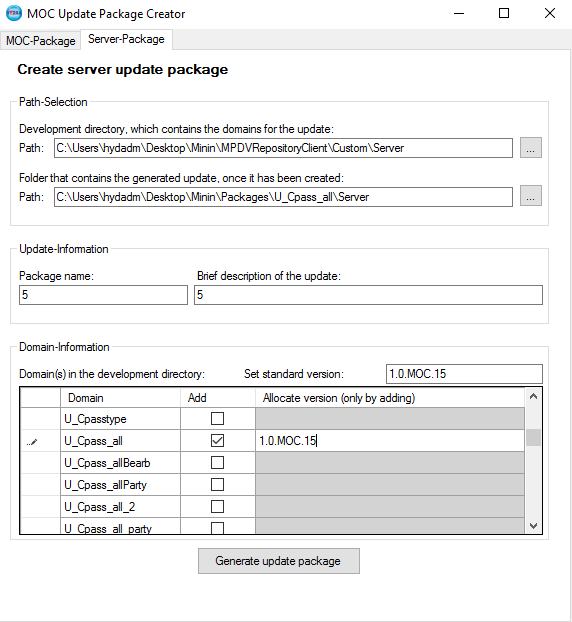 MOC Update Package Creator
MOC-Package Server-Package
Create server update package
Path-Selection
Development directory, which contains the domains for the update:
Path: C:\Users\hydadm\Desktop\Minin\MPDVRepositoryClient\Custom\Server ...
Folder that contains the generated update, once it has been created:
Path: C:\Users\hydadm\Desktop\Minin\Packages\U_Cpass_all\Server ...
Update-Information
Package name: Brief description of the update:
5 5
Domain-Information
Domain(s) in the development directory: Set standard version: 1.0.MOC.15
Domain Add Allocate version (only by adding)
U_Cpasstype
U_Cpass_all 1.0.MOC.15
U_Cpass_allBearb
U_Cpass_allParty
U_Cpass_all_2
U_Cpass_all_party
Generate update package